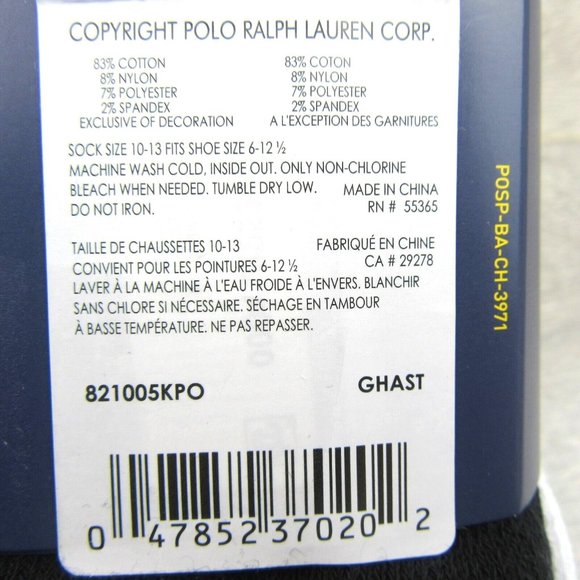 COPYRIGHT POLO RALPH LAUREN CORP.
83% COTTON
8% NYLON
7% POLYESTER
2% SPANDEX
EXCLUSIVE OF DECORATION
83% COTON
8% NYLON
7% POLYESTER
2% SPANDEX
A L'EXCEPTION DES GARNITURES
SOCK SIZE 10-13 FITS SHOE SIZE 6-12 ½
MACHINE WASH COLD, INSIDE OUT. ONLY NON-CHLORINE
BLEACH WHEN NEEDED. TUMBLE DRY LOW. MADE IN CHINA
DO NOT IRON. RN # 55365
TAILLE DE CHAUSSETTES 10-13 FABRIQUÉ EN CHINE
CONVIENT POUR LES POINTURES 6-12 ½ CA # 29278
LAVER À LA MACHINE À L'EAU FROIDE À L'ENVERS. BLANCHIR
SANS CHLORE SI NÉCESSAIRE. SÉCHAGE EN TAMBOUR
À BASSE TEMPÉRATURE. NE PAS REPASSER.
821005KPO GHAST
0 47852 37020 2
POSP-BA-CH-3971